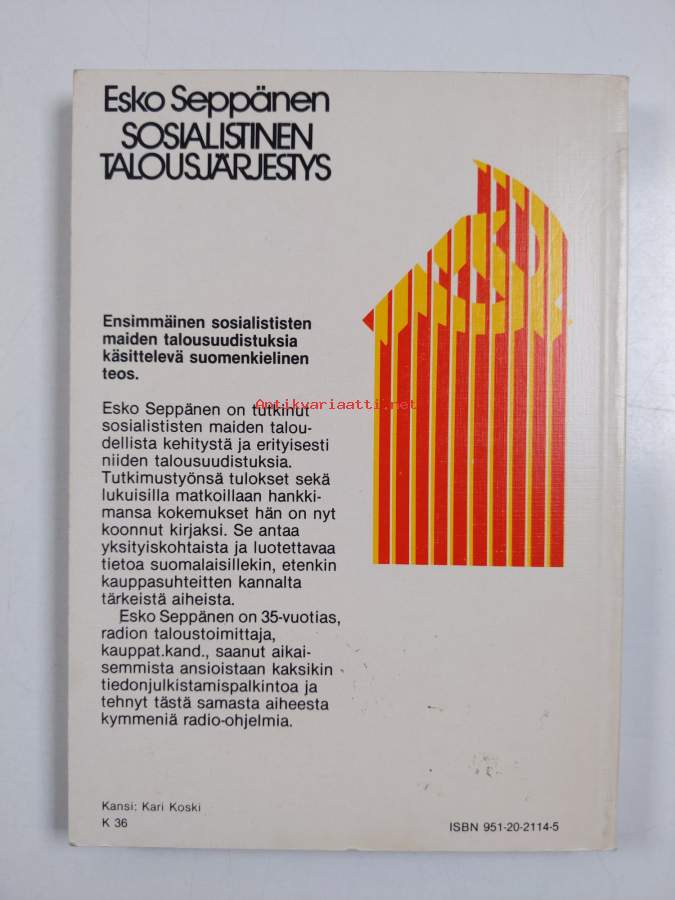 Esko Seppänen
SOSIALISTINEN
TALOUSJÄRJESTYS
Ensimmäinen sosialististen
maiden talousuudistuksia
käsittelevä suomenkielinen
teos.
Antikvariaatti.net
Esko Seppänen on tutkinut
sosialististen maiden talou-
dellista kehitystä ja erityisesti
niiden talousuudistuksia.
Tutkimustyönsä tulokset sekä
lukuisilla matkoillaan hankki-
mansa kokemukset hän on nyt
koonnut kirjaksi. Se antaa
yksityiskohtaista ja luotettavaa
tietoa suomalaisillekin, etenkin
kauppasuhteitten kannalta
tärkeistä aiheista.
Esko Seppänen on 35-vuotias,
radion taloustoimittaja,
kauppat.kand., saanut aikai-
semmista ansioistaan kaksikin
tiedonjulkistamispalkintoa ja
tehnyt tästä samasta aiheesta
kymmeniä radio-ohjelmia.
Kansi: Kari Koski
K 36
ISBN 951-20-2114-5